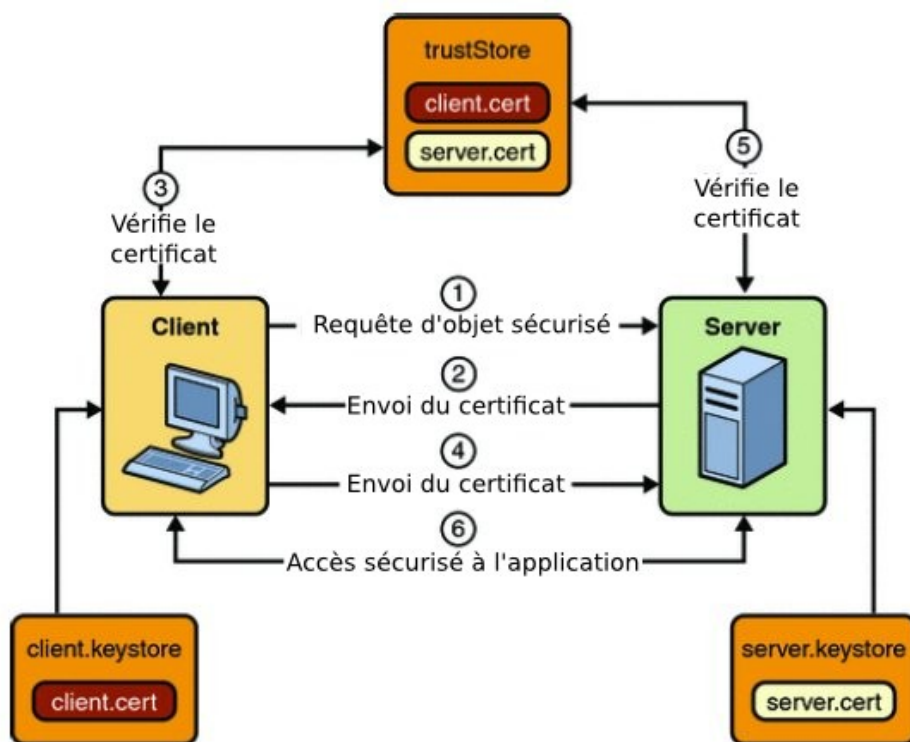 trustStore
client.cert
server.cert
3
Vérifie le
certificat
5
Vérifie le
certificat
Client
1
Requête d'objet sécurisé
Server
2
Envoi du certificat
4
Envoi du certificat
6
Accès sécurisé à l'application
client.keystore
client.cert
server.keystore
server.cert